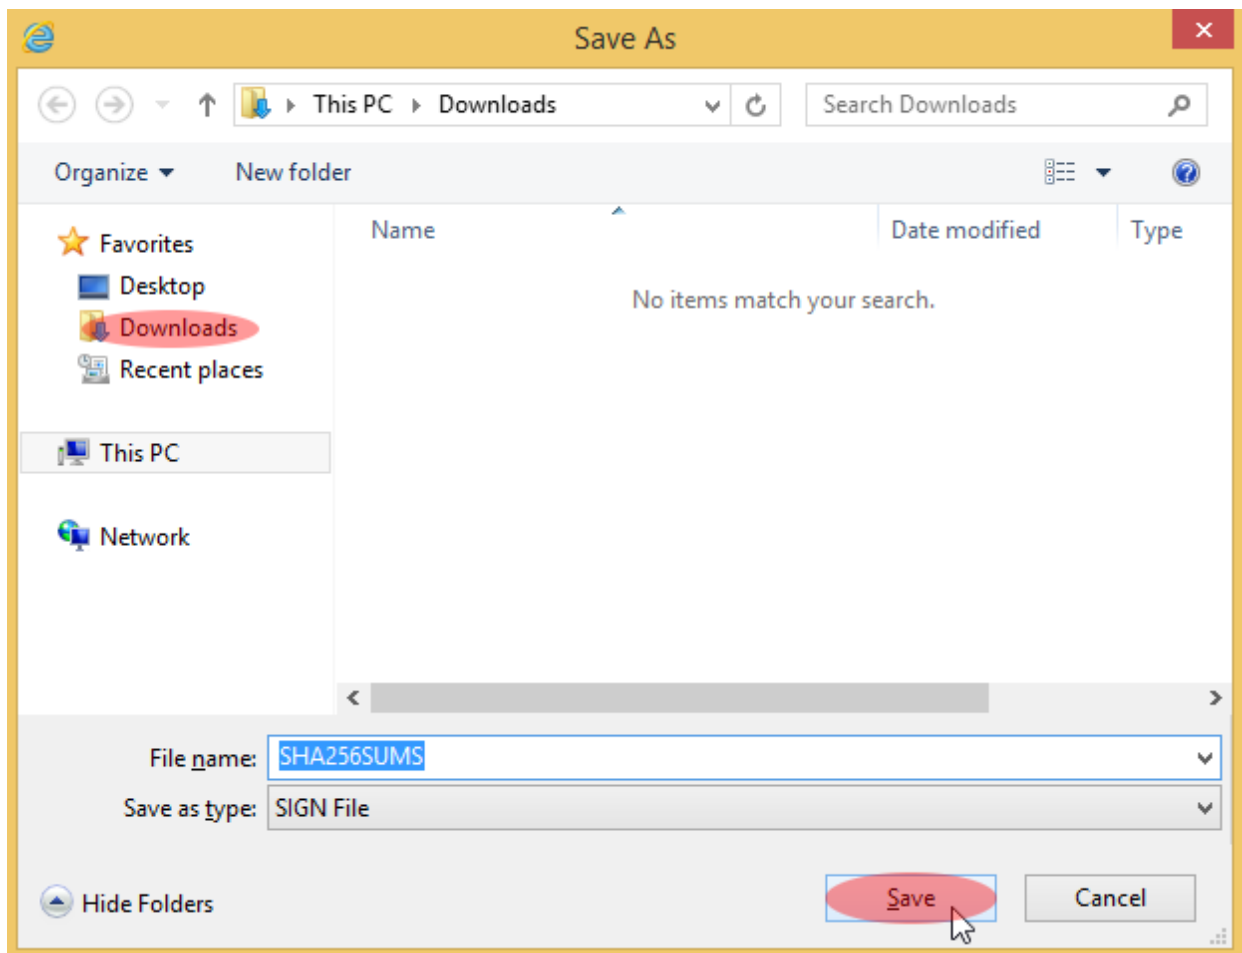 Save As
This PC Downloads Search Downloads
Organize New folder
Name Date modified Type
Favorites
Desktop
Downloads
Recent places
This PC
Network
No items match your search.
File name: SHA256SUMS
Save as type: SIGN File
Hide Folders Save Cancel